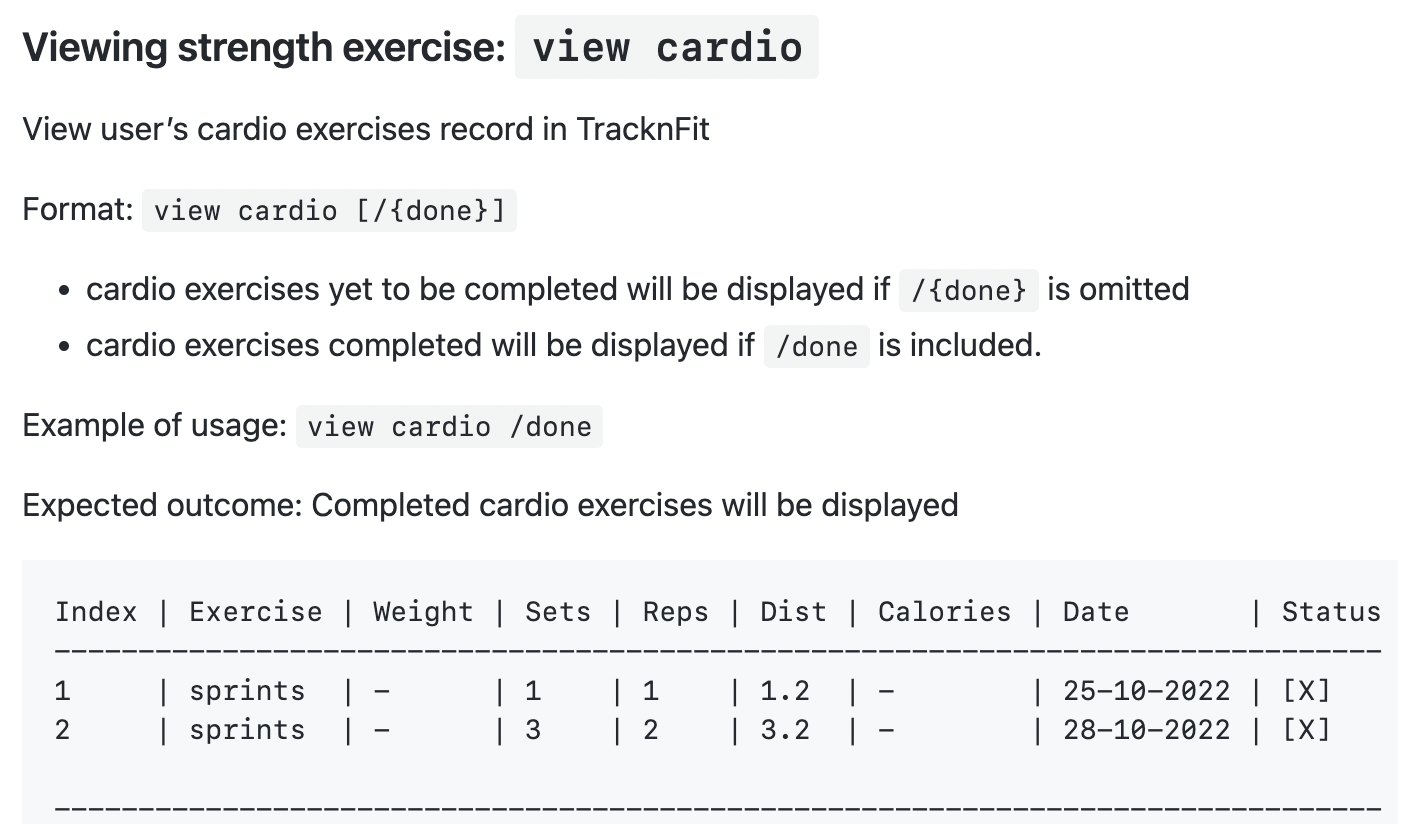 Viewing strength exercise: view cardio
View user’s cardio exercises record in TracknFit
Format: view cardio [/{done}]
• cardio exercises yet to be completed will be displayed if /{done} is omitted
• cardio exercises completed will be displayed if /done is included.
Example of usage: view cardio /done
Expected outcome: Completed cardio exercises will be displayed
Index | Exercise | Weight | Sets | Reps | Dist | Calories | Date       | Status
-------------------------------------------------------------------------------
1     | sprints  | -      | 1    | 1    | 1.2  | -        | 25-10-2022 | [X]
2     | sprints  | -      | 3    | 2    | 3.2  | -        | 28-10-2022 | [X]
-------------------------------------------------------------------------------